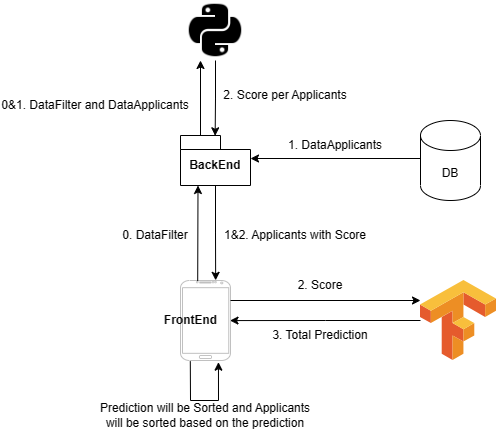 2. Score per Applicants
0&1. DataFilter and DataApplicants
1. DataApplicants
BackEnd
DB
0. DataFilter
1&2. Applicants with Score
2. Score
FrontEnd
3. Total Prediction
Prediction will be Sorted and Applicants
will be sorted based on the prediction